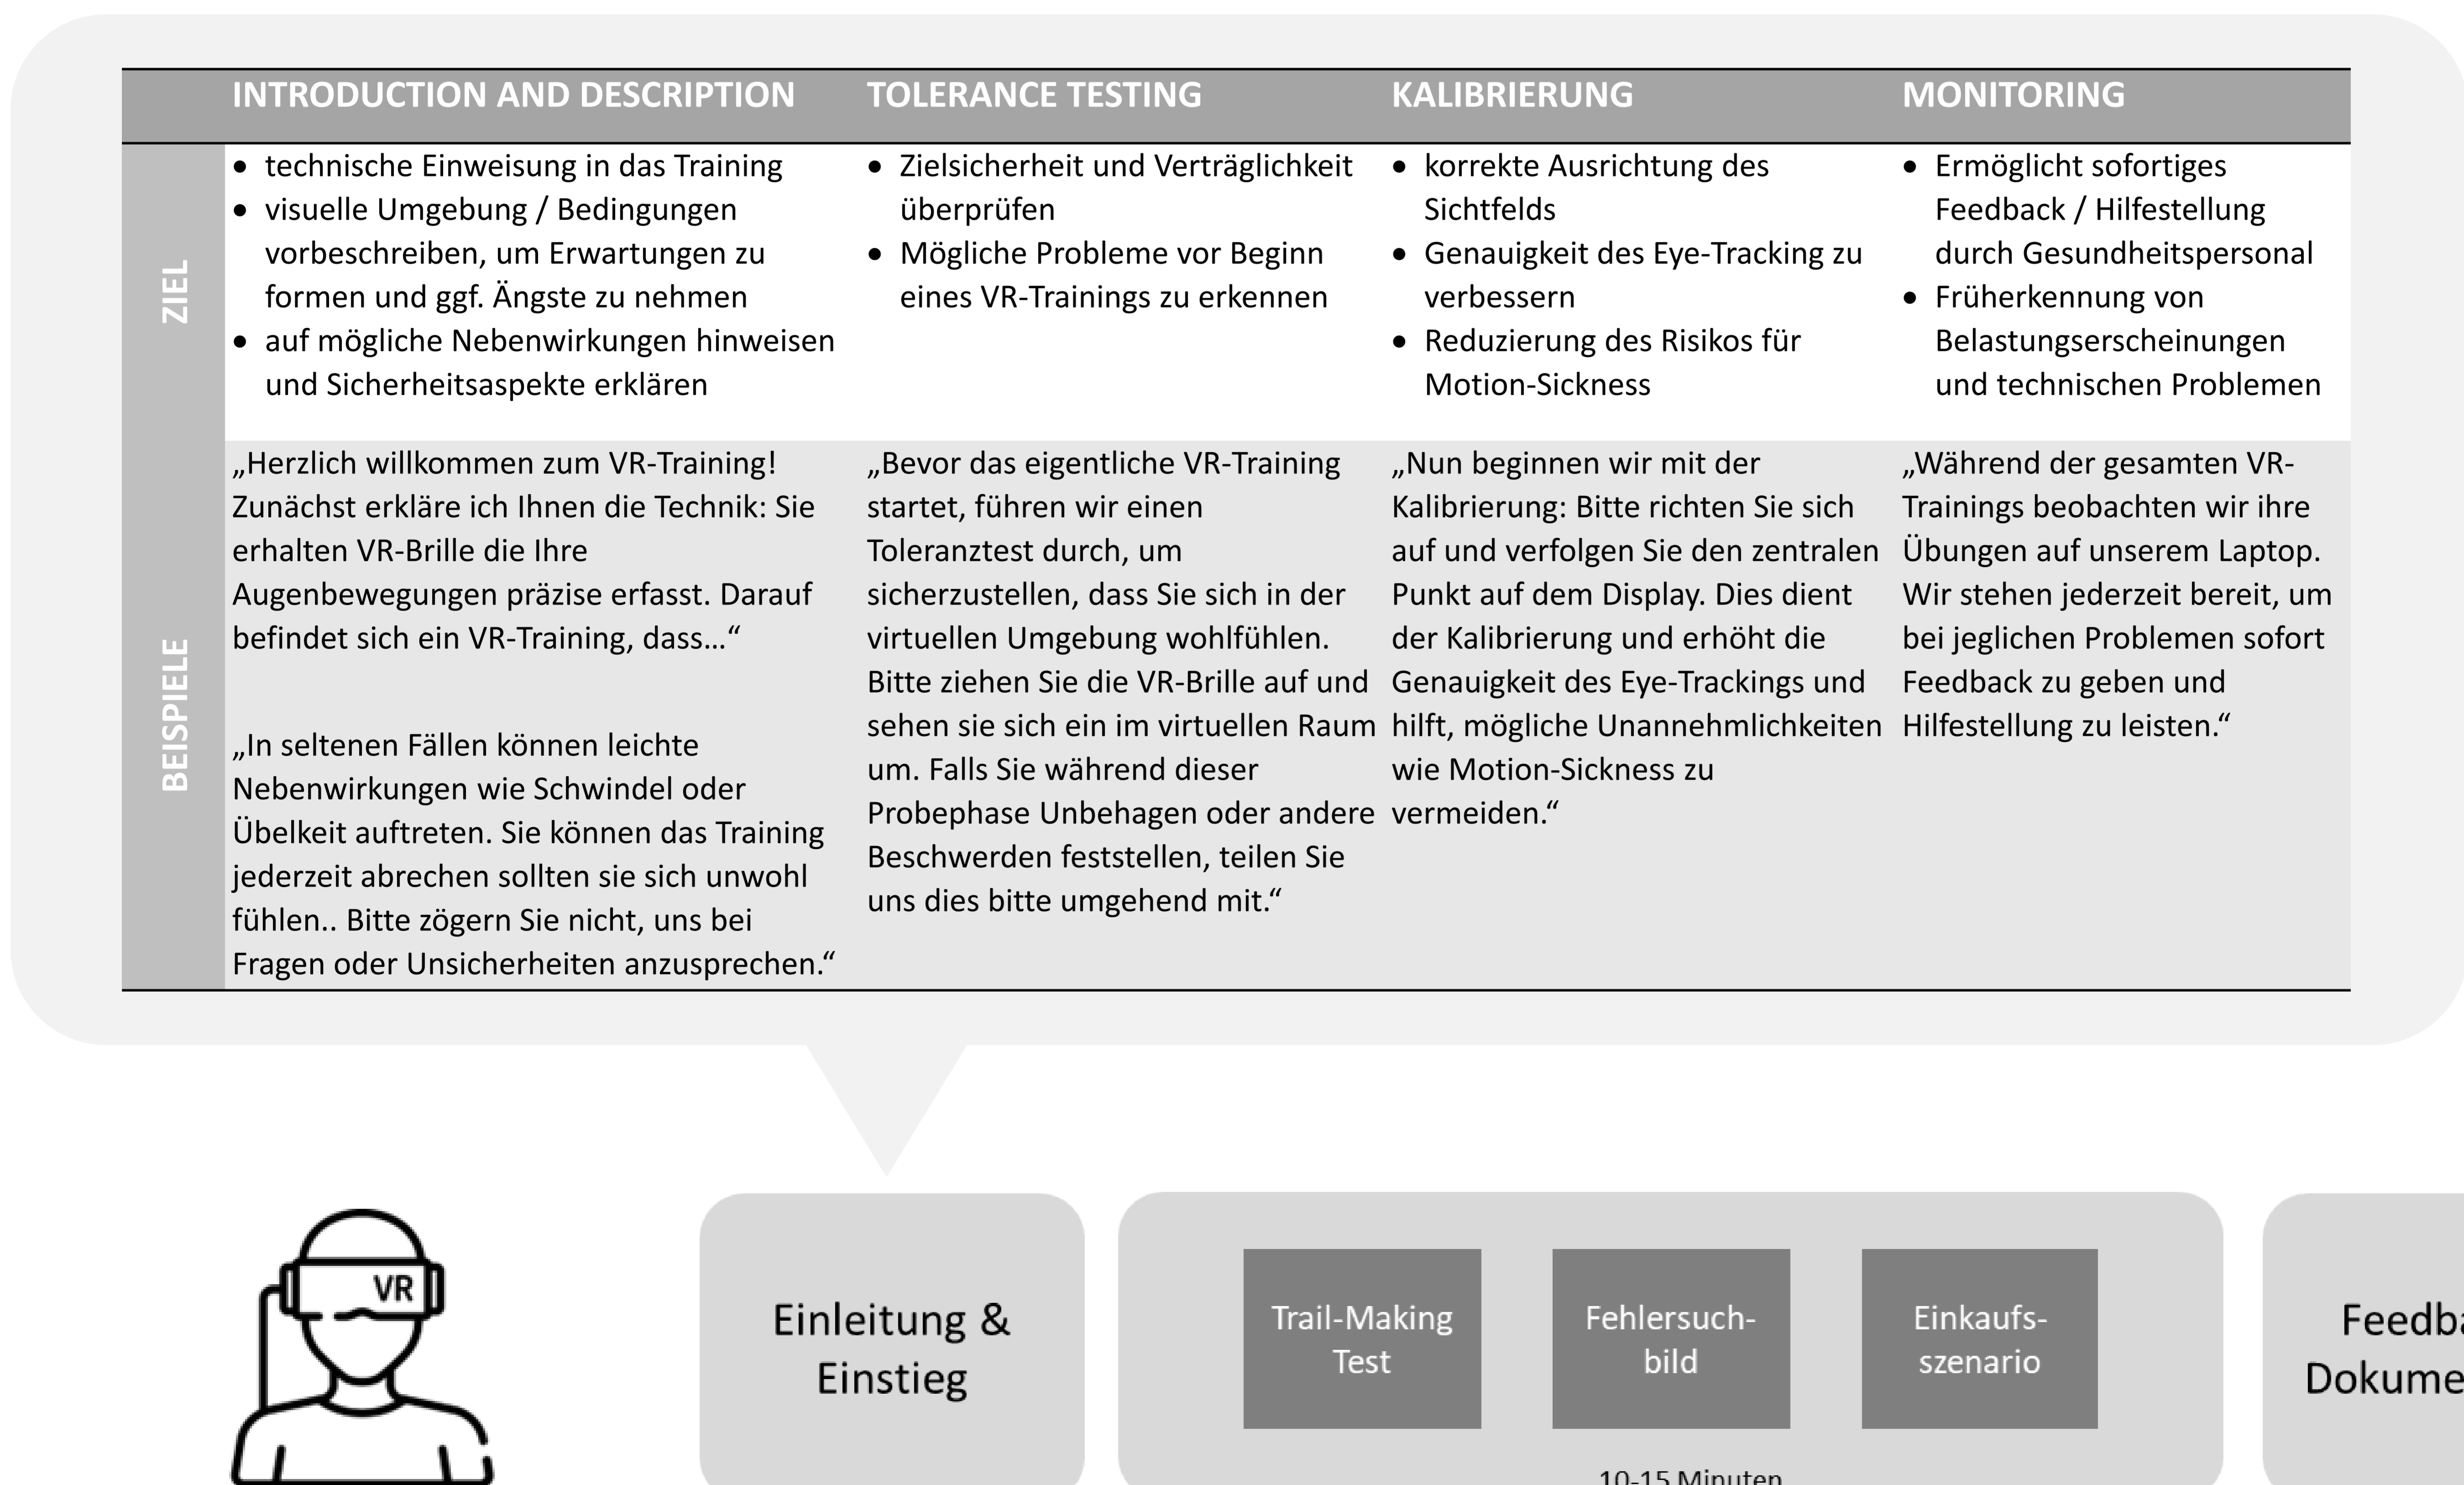 INTRODUCTION AND DESCRIPTION
TOLERANCE TESTING
KALIBRIERUNG
MONITORING
ZIEL
• technische Einweisung in das Training
• visuelle Umgebung / Bedingungen
vorbeschreiben, um Erwartungen zu
formen und ggf. Ängste zu nehmen
• auf mögliche Nebenwirkungen hinweisen
und Sicherheitsaspekte erklären
• Zielsicherheit und Verträglichkeit
überprüfen
• Mögliche Probleme vor Beginn
eines VR-Trainings zu erkennen
• korrekte Ausrichtung des
Sichtfelds
• Genauigkeit des Eye-Tracking zu
verbessern
• Reduzierung des Risikos für
Motion-Sickness
• Ermöglicht sofortiges
Feedback / Hilfestellung
durch Gesundheitspersonal
• Früherkennung von
Belastungserscheinungen
und technischen Problemen
BEISPIELE
„Herzlich willkommen zum VR-Training!
Zunächst erkläre ich Ihnen die Technik: Sie
erhalten VR-Brille die Ihre
Augenbewegungen präzise erfasst. Darauf
befindet sich ein VR-Training, dass…“
„In seltenen Fällen können leichte
Nebenwirkungen wie Schwindel oder
Übelkeit auftreten. Sie können das Training
jederzeit abrechen sollten sie sich unwohl
fühlen.. Bitte zögern Sie nicht, uns bei
Fragen oder Unsicherheiten anzusprechen.“
„Bevor das eigentliche VR-Training
startet, führen wir einen
Toleranztest durch, um
sicherzustellen, dass Sie sich in der
virtuellen Umgebung wohlfühlen.
Bitte ziehen Sie die VR-Brille auf und
sehen sie sich ein im virtuellen Raum
um. Falls Sie während dieser
Probephase Unbehagen oder andere
Beschwerden feststellen, teilen Sie
uns dies bitte umgehend mit.“
„Nun beginnen wir mit der
Kalibrierung: Bitte richten Sie sich
auf und verfolgen Sie den zentralen
Punkt auf dem Display. Dies dient
der Kalibrierung und erhöht die
Genauigkeit des Eye-Trackings und
hilft, mögliche Unannehmlichkeiten
wie Motion-Sickness zu
vermeiden.“
„Während der gesamten VR-
Trainings beobachten wir ihre
Übungen auf unserem Laptop.
Wir stehen jederzeit bereit, um
bei jeglichen Problemen sofort
Feedback zu geben und
Hilfestellung zu leisten.“
VR
Einleitung &
Einstieg
Trail-Making
Test
Fehlersuch-
bild
Einkaufs-
szenario
10-15 Minuten